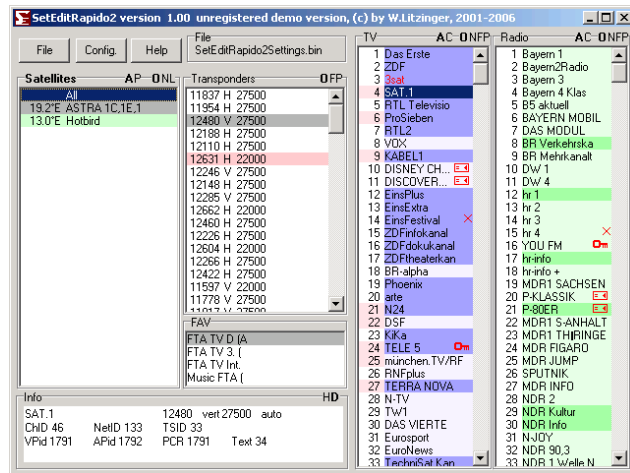 SetEditRapido2 version 1.00 unregistered demo version, (c) by W.Litzinger, 2001-2006
File Config. Help
File
SetEditRapido2Settings.bin
Satellites AP ONL
All
19.2°E ASTRA 1C,1E,1
13.0°E Hotbird
Transponders OFP
11837 H 27500
11954 H 27500
12480 V 27500
12188 H 27500
12110 H 27500
12631 H 22000
12246 V 27500
12148 H 27500
12285 V 27500
12662 H 22000
12460 H 27500
12226 H 27500
12604 H 22000
12266 H 27500
12422 H 27500
11597 V 22000
11778 V 27500
11817 V 27500
FAV
FTA TV D (A
FTA TV 3. (
FTA TV Int.
Music FTA (
Info HD
SAT.1 12480 vert 27500 auto
ChID 46 NetID 133 TSID 33
VPid 1791 APid 1792 PCR 1791 Text 34
TV AC ONFP
1 Das Erste
2 ZDF
3 3sat
4 SAT.1
5 RTL Televisio
6 ProSieben
7 RTL2
8 VOX
9 KABEL1
10 DISNEY CH...
11 DISCOVER...
12 EinsPlus
13 EinsExtra
14 EinsFestival
15 ZDFinfokanal
16 ZDFdokukanal
17 ZDFtheaterkan
18 BR-alpha
19 Phoenix
20 arte
21 N24
22 DSF
23 KiKa
24 TELE 5
25 münchen.TV/RF
26 RNFplus
27 TERRA NOVA
28 N-TV
29 TW1
30 DAS VIERTE
31 Eurosport
32 EuroNews
33 TechniSat Kan
Radio AC ONFP
1 Bayern 1
2 Bayern2Radio
3 Bayern 3
4 Bayern 4 Klas
5 B5 aktuell
6 BAYERN MOBIL
7 DAS MODUL
8 BR Verkehrska
9 BR Mehrkanalt
10 DW 1
11 DW 4
12 hr 1
13 hr 2
14 hr 3
15 hr 4
16 YOU FM
17 hr-info
18 hr-info +
19 MDR1 SACHSEN
20 P-KLASSIK
21 P-80ER
22 MDR1 S-ANHALT
23 MDR1 THIRINGE
24 MDR FIGARO
25 MDR JUMP
26 SPUTNIK
27 MDR INFO
28 NDR 2
29 NDR Kultur
30 NDR Info
31 N-JOY
32 NDR 90,3
33 NDR 1 Welle N